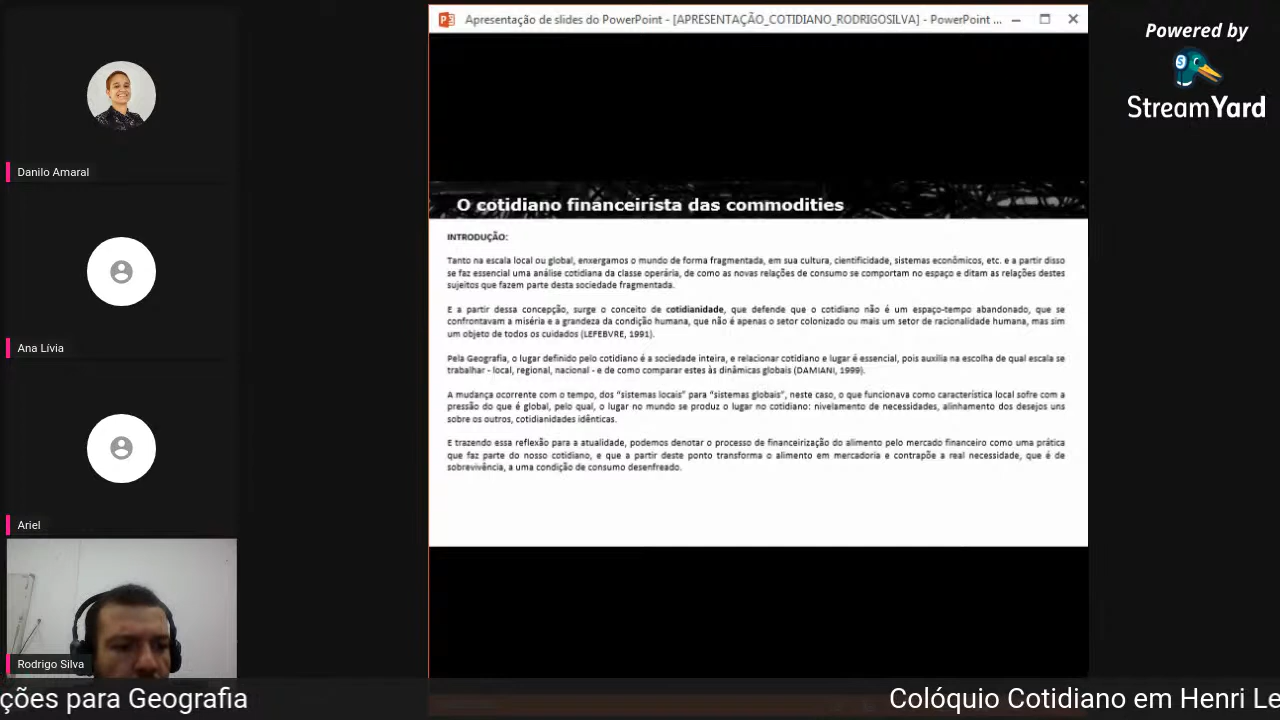 Apresentação de slides do PowerPoint - [APRESENTAÇÃO_COTIDIANO_RODRIGOSILVA] - PowerPoint ...
Powered by
StreamYard
Danilo Amaral
Ana Lívia
Ariel
Rodrigo Silva
O cotidiano financeirista das commodities
INTRODUÇÃO:
Tanto na escala local ou global, enxergamos o mundo de forma fragmentada, em sua cultura, cientificidade, sistemas econômicos, etc. e a partir disso
se faz essencial uma análise cotidiana da classe operária, de como as novas relações de consumo se comportam no espaço e ditam as relações destes
sujeitos que fazem parte desta sociedade fragmentada.
E a partir dessa concepção, surge o conceito de cotidianidade, que defende que o cotidiano não é um espaço-tempo abandonado, que se
confrontavam a miséria e a grandeza da condição humana, que não é apenas o setor colonizado ou mais um setor de racionalidade humana, mas sim
um objeto de todos os cuidados (LEFEBVRE, 1991).
Pela Geografia, o lugar definido pelo cotidiano é a sociedade inteira, e relacionar cotidiano e lugar é essencial, pois auxilia na escolha de qual escala se
trabalhar - local, regional, nacional - e de como comparar estes às dinâmicas globais (DAMIANI, 1999).
A mudança ocorrente com o tempo, dos "sistemas locais" para "sistemas globais", neste caso, o que funcionava como característica local sofre com a
pressão do que é global, pelo qual, o lugar no mundo se produz o lugar no cotidiano: nivelamento de necessidades, alinhamento dos desejos uns
sobre os outros, cotidianidades idênticas.
E trazendo essa reflexão para a atualidade, podemos denotar o processo de financeirização do alimento pelo mercado financeiro como uma prática
que faz parte do nosso cotidiano, e que a partir deste ponto transforma o alimento em mercadoria e contrapõe a real necessidade, que é de
sobrevivência, a uma condição de consumo desenfreado.
ções para Geografia
Colóquio Cotidiano em Henri Le